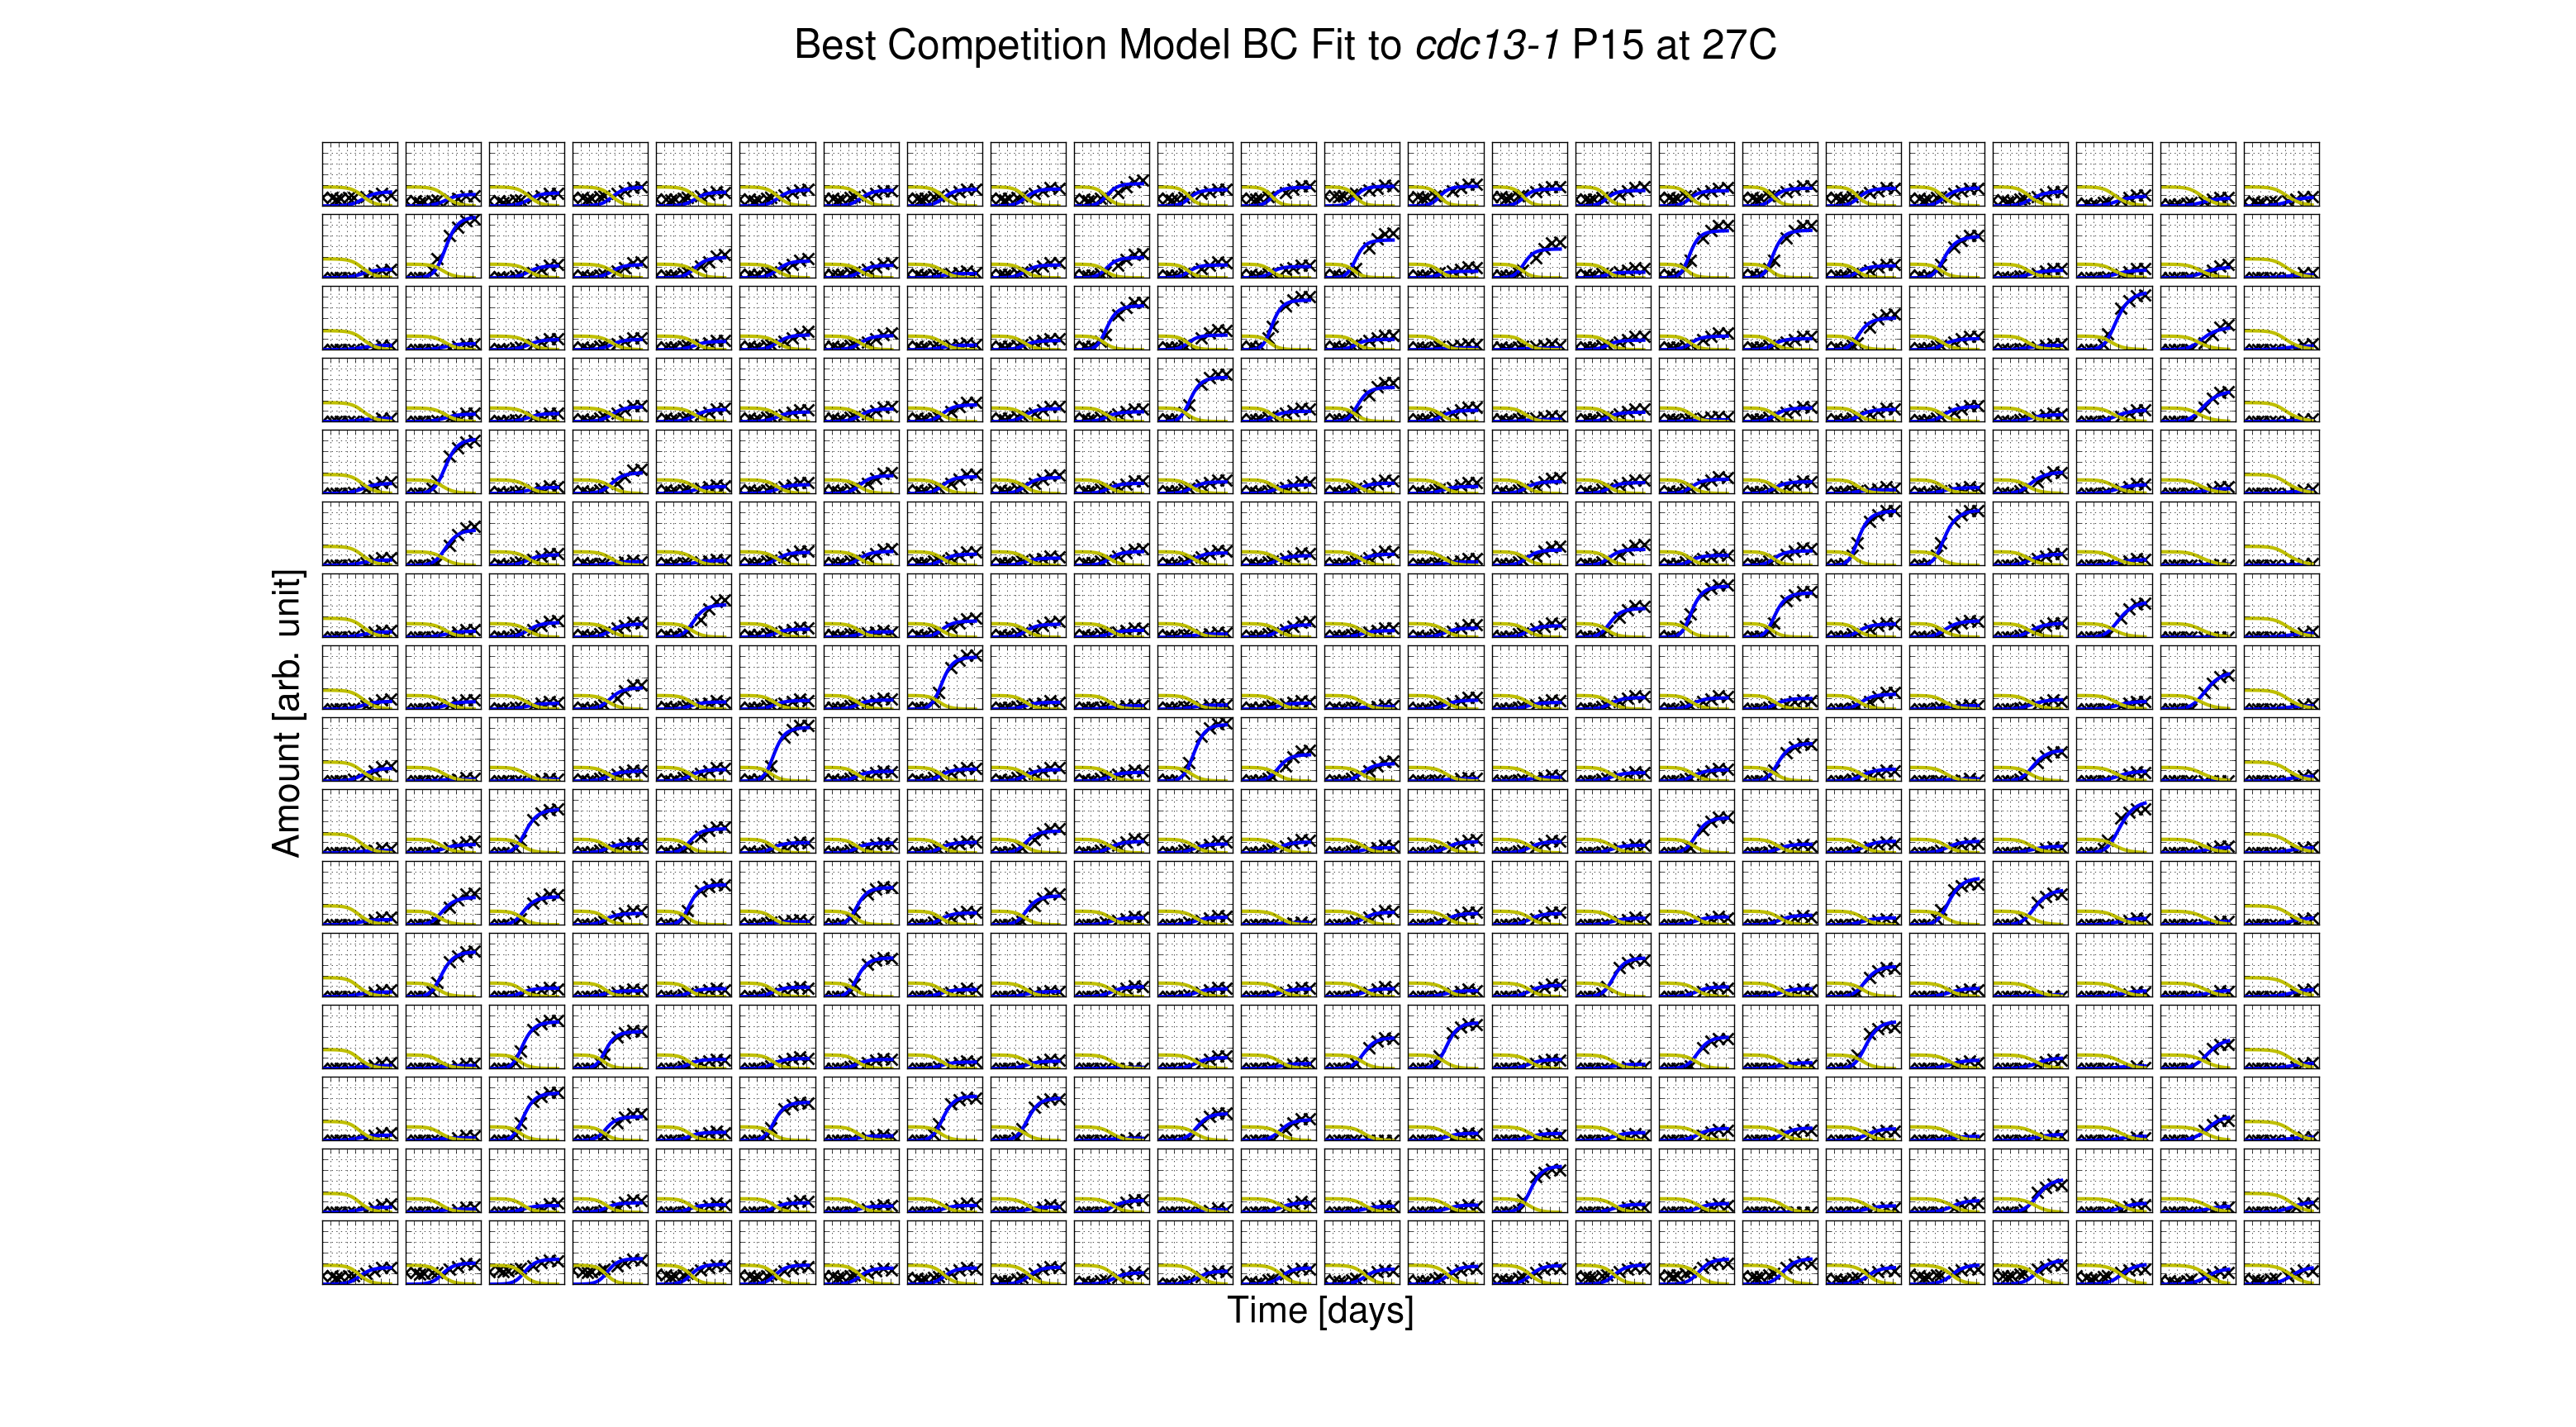 Best Competition Model BC Fit to cdc13-1 P15 at 27C
Amount [arb. unit]
Time [days]